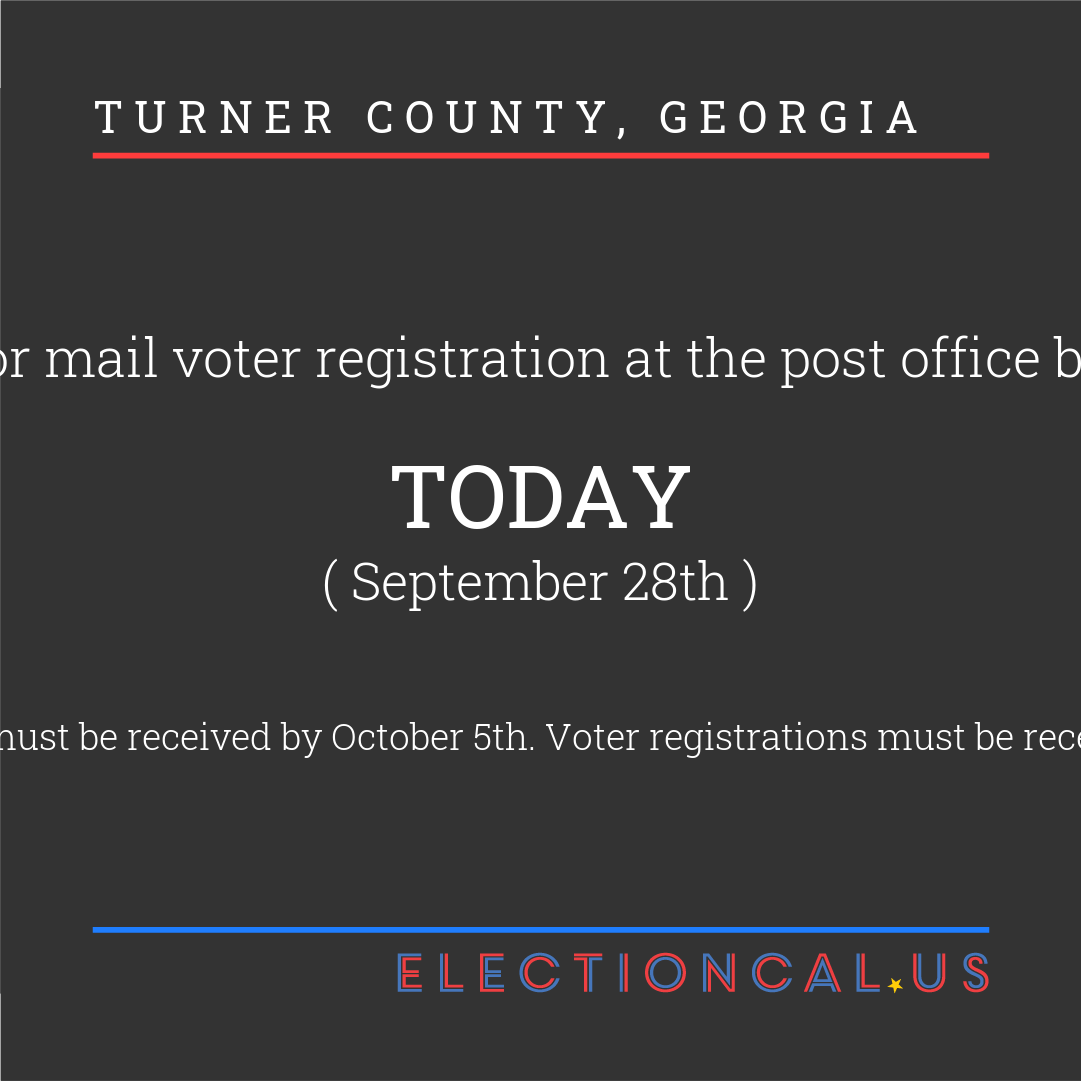 TURNER COUNTY, GEORGIA
mail voter registration at the post office
TODAY
( September 28th )
must be received by October 5th. Voter registrations must be
ELECTIONCAL.US